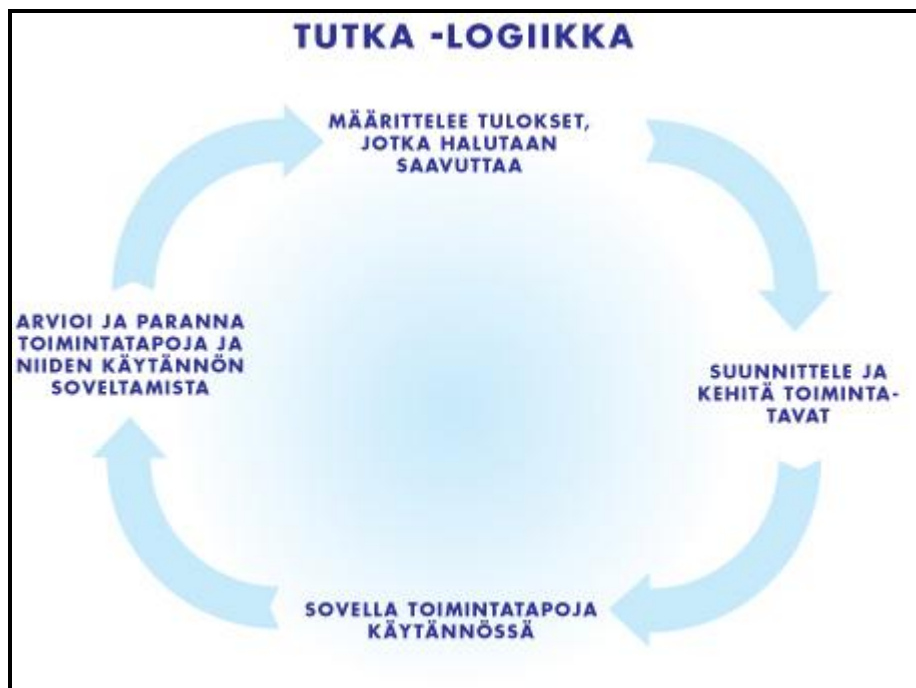 TUTKA -LOGIIKKA
MÄÄRITTELEE TULOKSET,
JOTKA HALUTAAN
SAAVUTTAA
SUUNNITTELE JA
KEHITÄ TOIMINTA-
TAVAT
SOVELLA TOIMINTATAPOJA
KÄYTÄNNÖSSÄ
ARVIOI JA PARANNA
TOIMINTATAPOJA JA
NIIDEN KÄYTÄNNÖN
SOVELTAMISTA